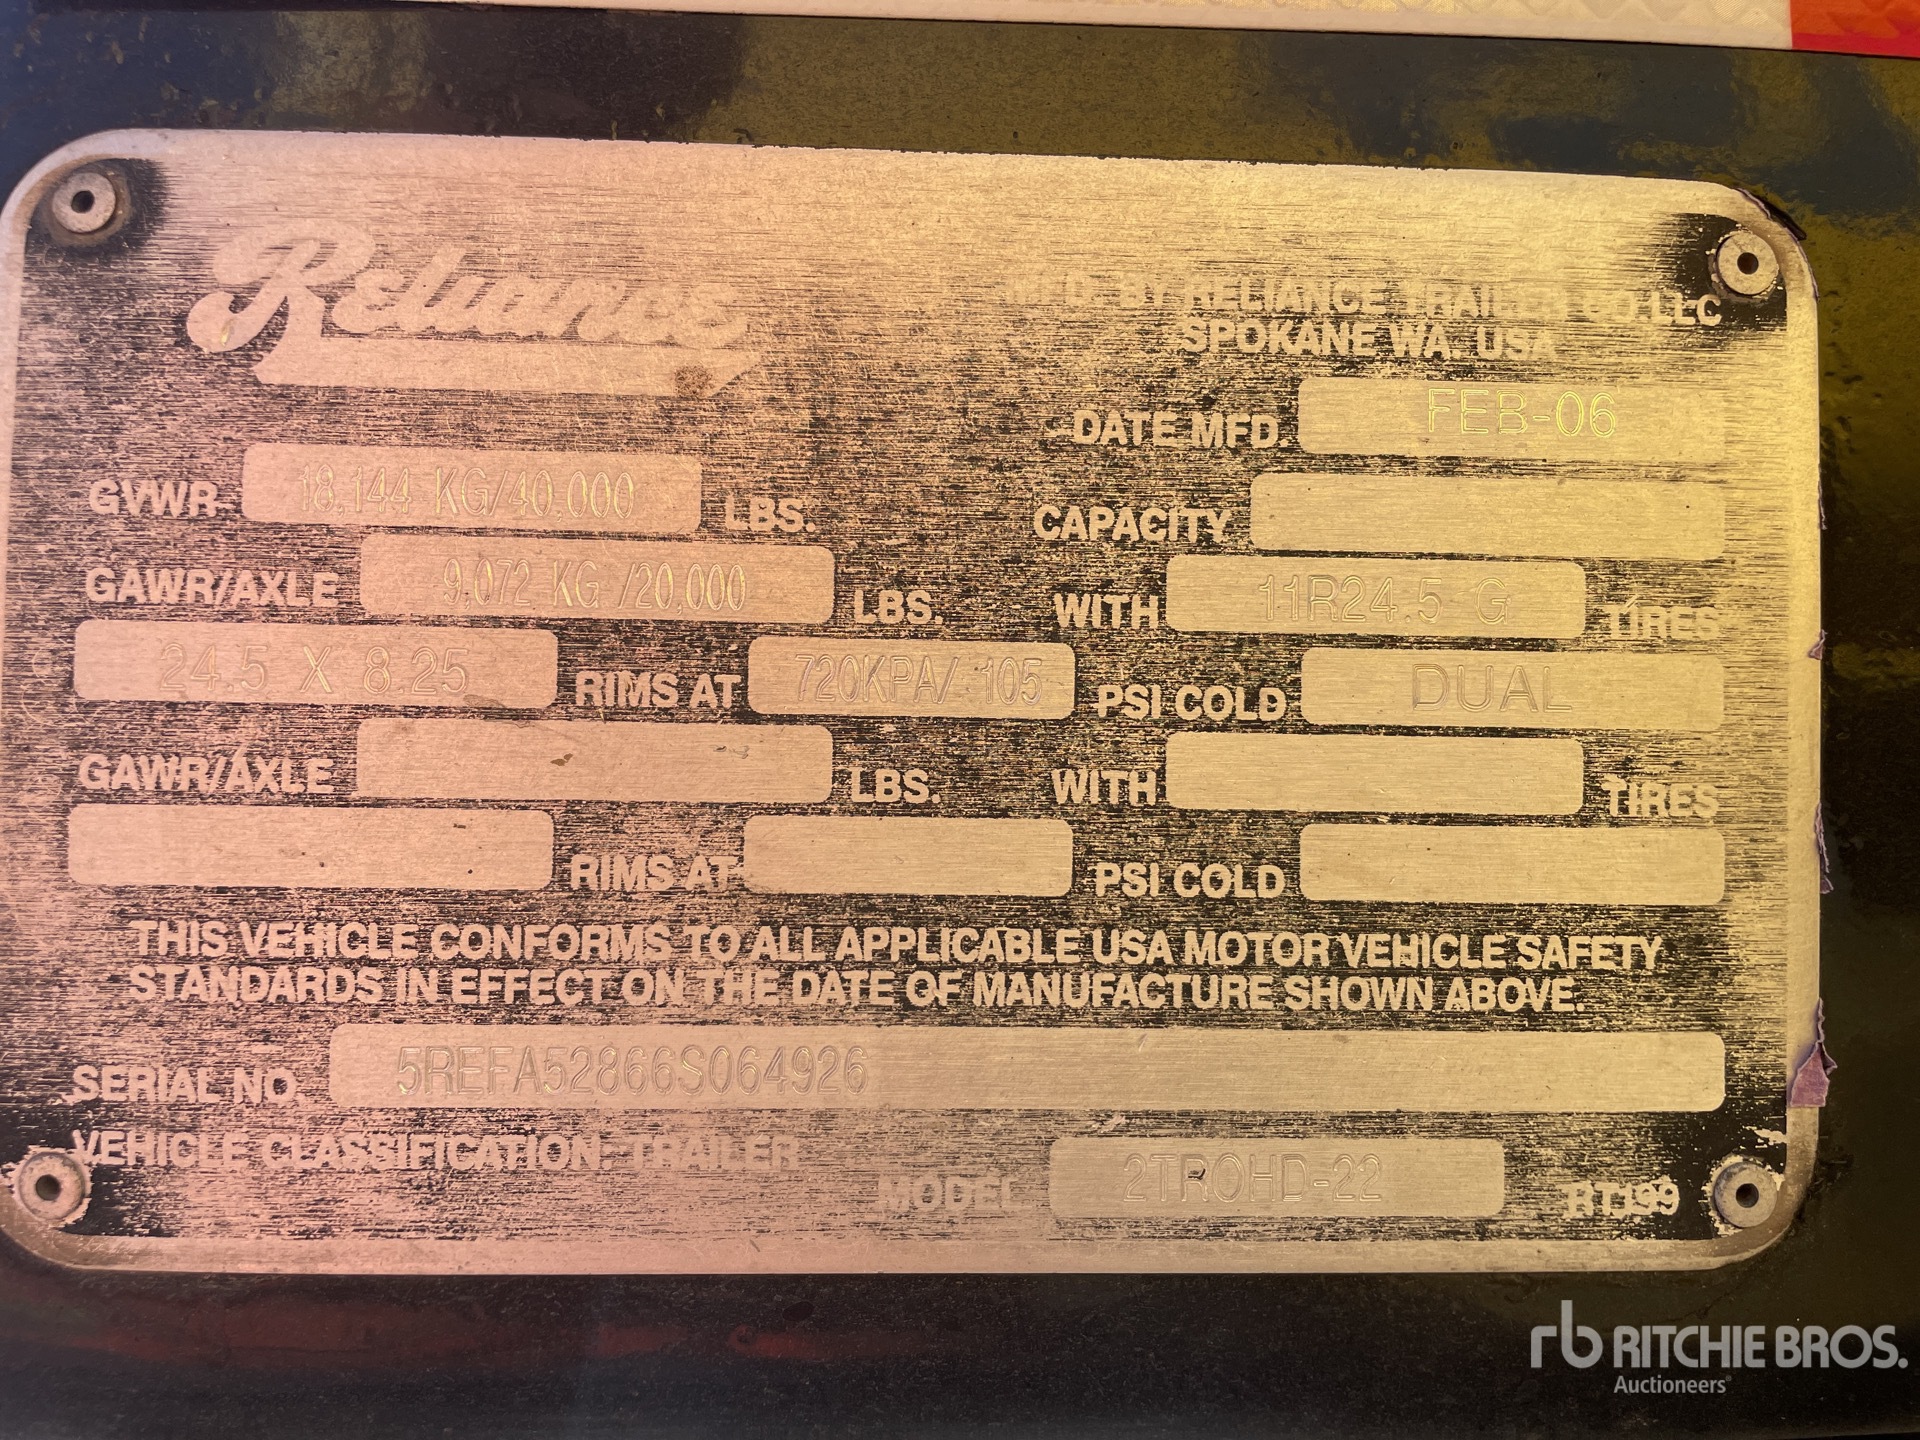 Reliance
MFD. BY RELIANCE TRAILER CO. LLC
SPOKANE WA. USA
DATE MFD. FEB-06
GVWR 18,144 KG/40,000 LBS.
CAPACITY
GAWR/AXLE 9,072 KG /20,000 LBS. WITH 11R24.5 G TIRES
24.5 X 8.25 RIMS AT 720KPA/ 105 PSI COLD DUAL
GAWR/AXLE LBS. WITH TIRES
RIMS AT PSI COLD
THIS VEHICLE CONFORMS TO ALL APPLICABLE USA MOTOR VEHICLE SAFETY
STANDARDS IN EFFECT ON THE DATE OF MANUFACTURE SHOWN ABOVE.
SERIAL NO. 5REFA52866S064926
VEHICLE CLASSIFICATION: TRAILER
MODEL 2TROHD-22 RT199
rb RITCHIE BROS.
Auctioneers